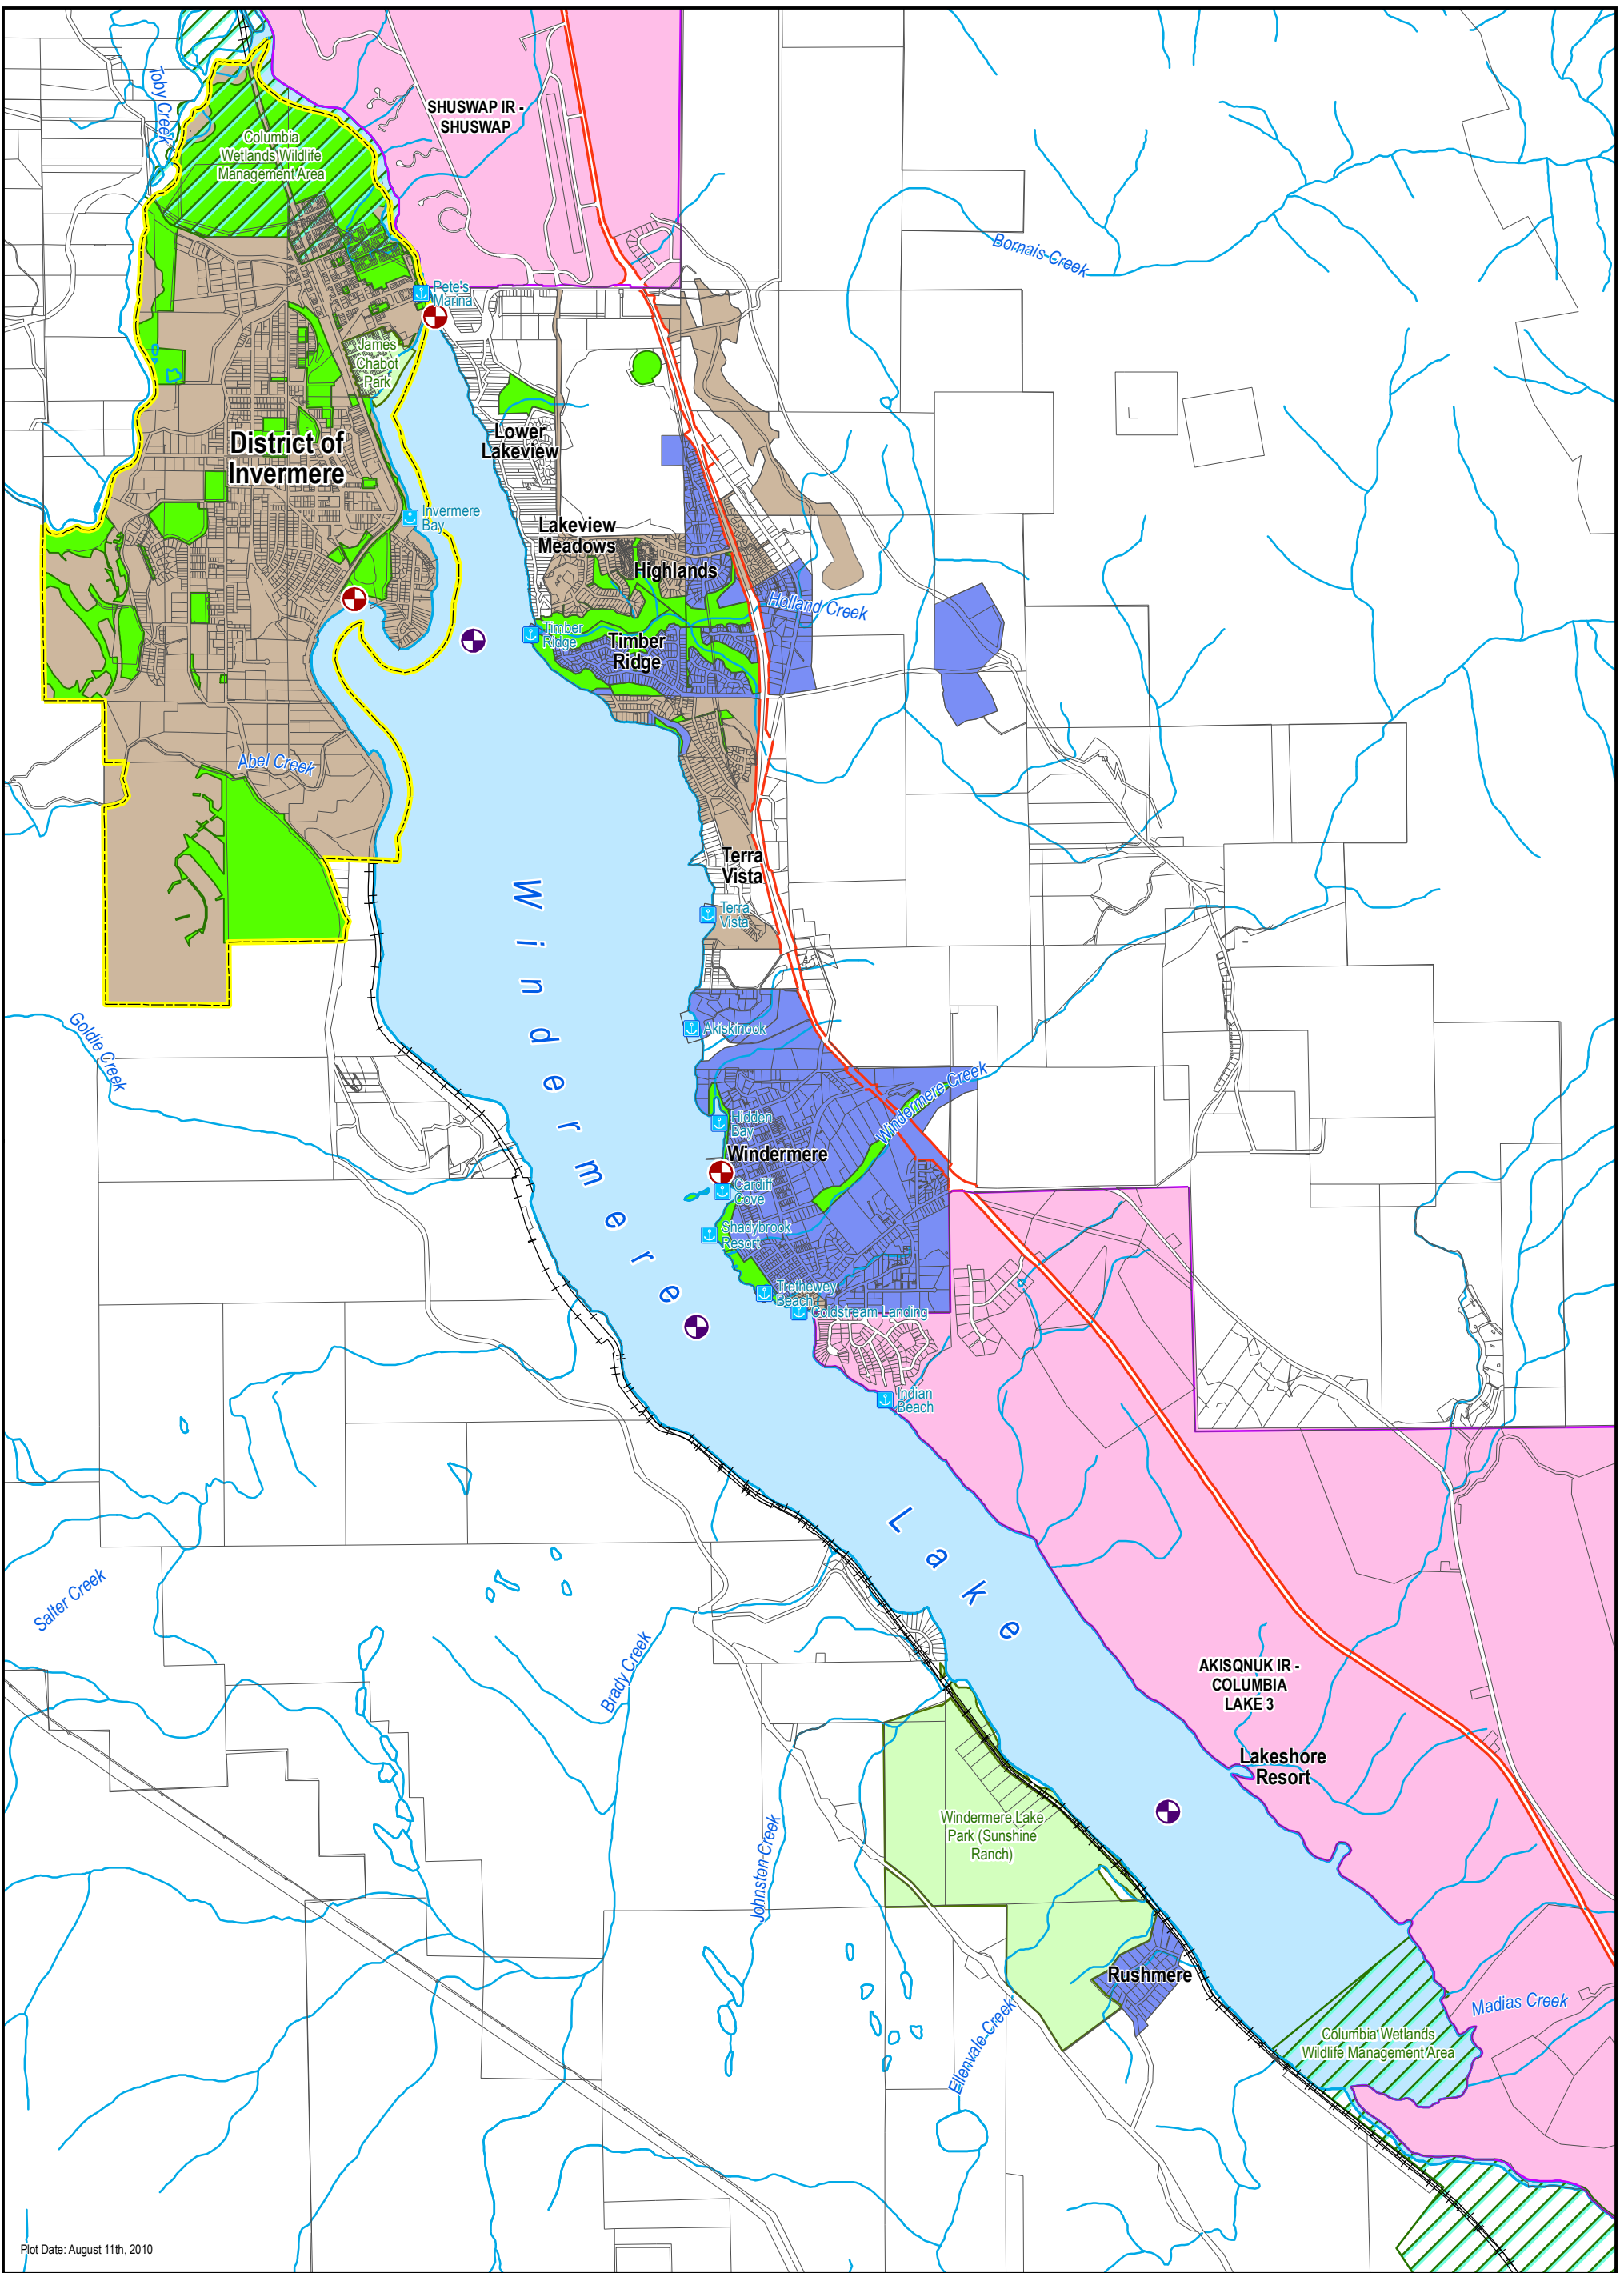 Toby Creek
SHUSWAP IR -
SHUSWAP
Columbia
Wetlands Wildlife
Management Area
Bornais Creek
Pete's
Marina
James
Chabot
Park
Lower
Lakeview
District of
Invermere
Invermere
Bay
Lakeview
Meadows
Highlands
Holland Creek
Timber
Ridge
Timber
Ridge
Abel Creek
Terra
Vista
Terra
Vista
Windermere
Lake
Goldie Creek
Akiskinook
Windermere Creek
Hidden
Bay
Windermere
Cardiff
Cove
Shadybrook
Resort
Trethewey
Beach
Coldstream Landing
Indian
Beach
Salter Creek
Brady Creek
AKISQNUK IR -
COLUMBIA
LAKE 3
Lakeshore
Resort
Windermere Lake
Park (Sunshine
Ranch)
Johnston Creek
Rushmere
Madias Creek
Ellenvale Creek
Columbia Wetlands
Wildlife Management Area
Plot Date: August 11th, 2010